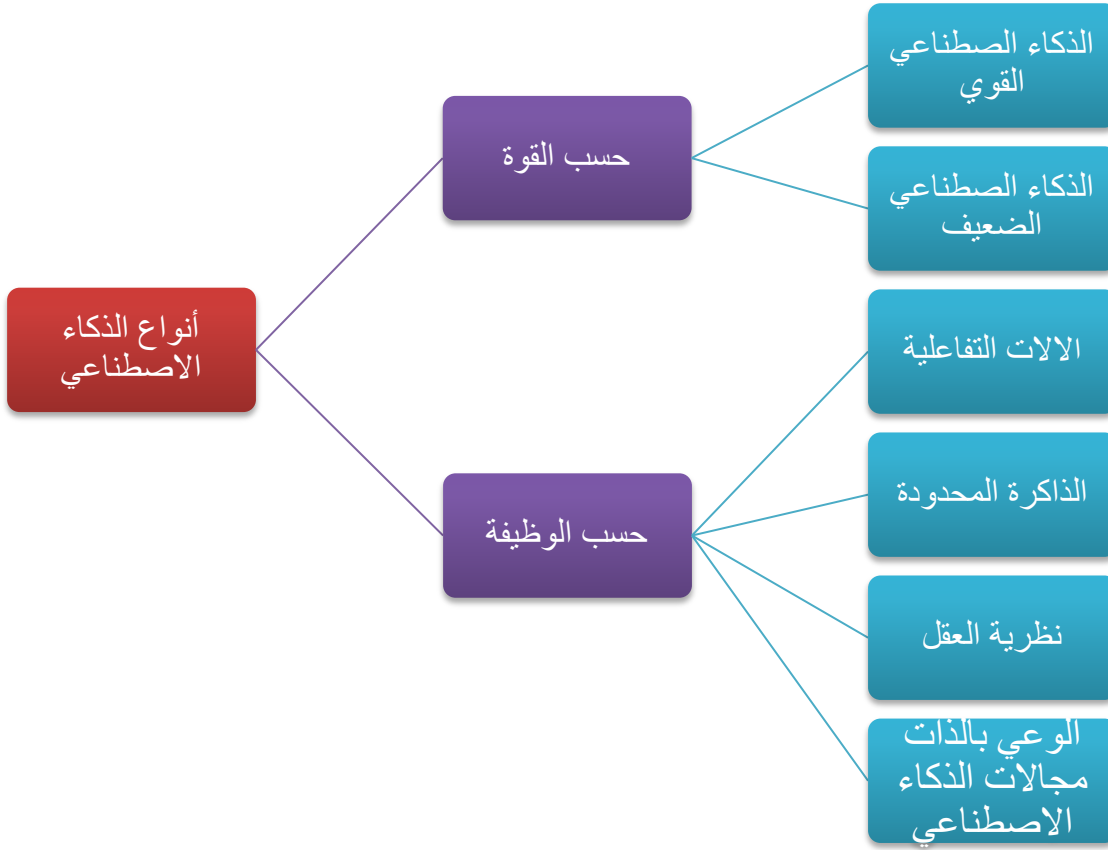 أنواع الذكاء
الاصطناعي
حسب القوة
الذكاء الصطناعي
القوي
الذكاء الصطناعي
الضعيف
حسب الوظيفة
الالات التفاعلية
الذاكرة المحدودة
نظرية العقل
الوعي بالذات
مجالات الذكاء
الاصطناعي